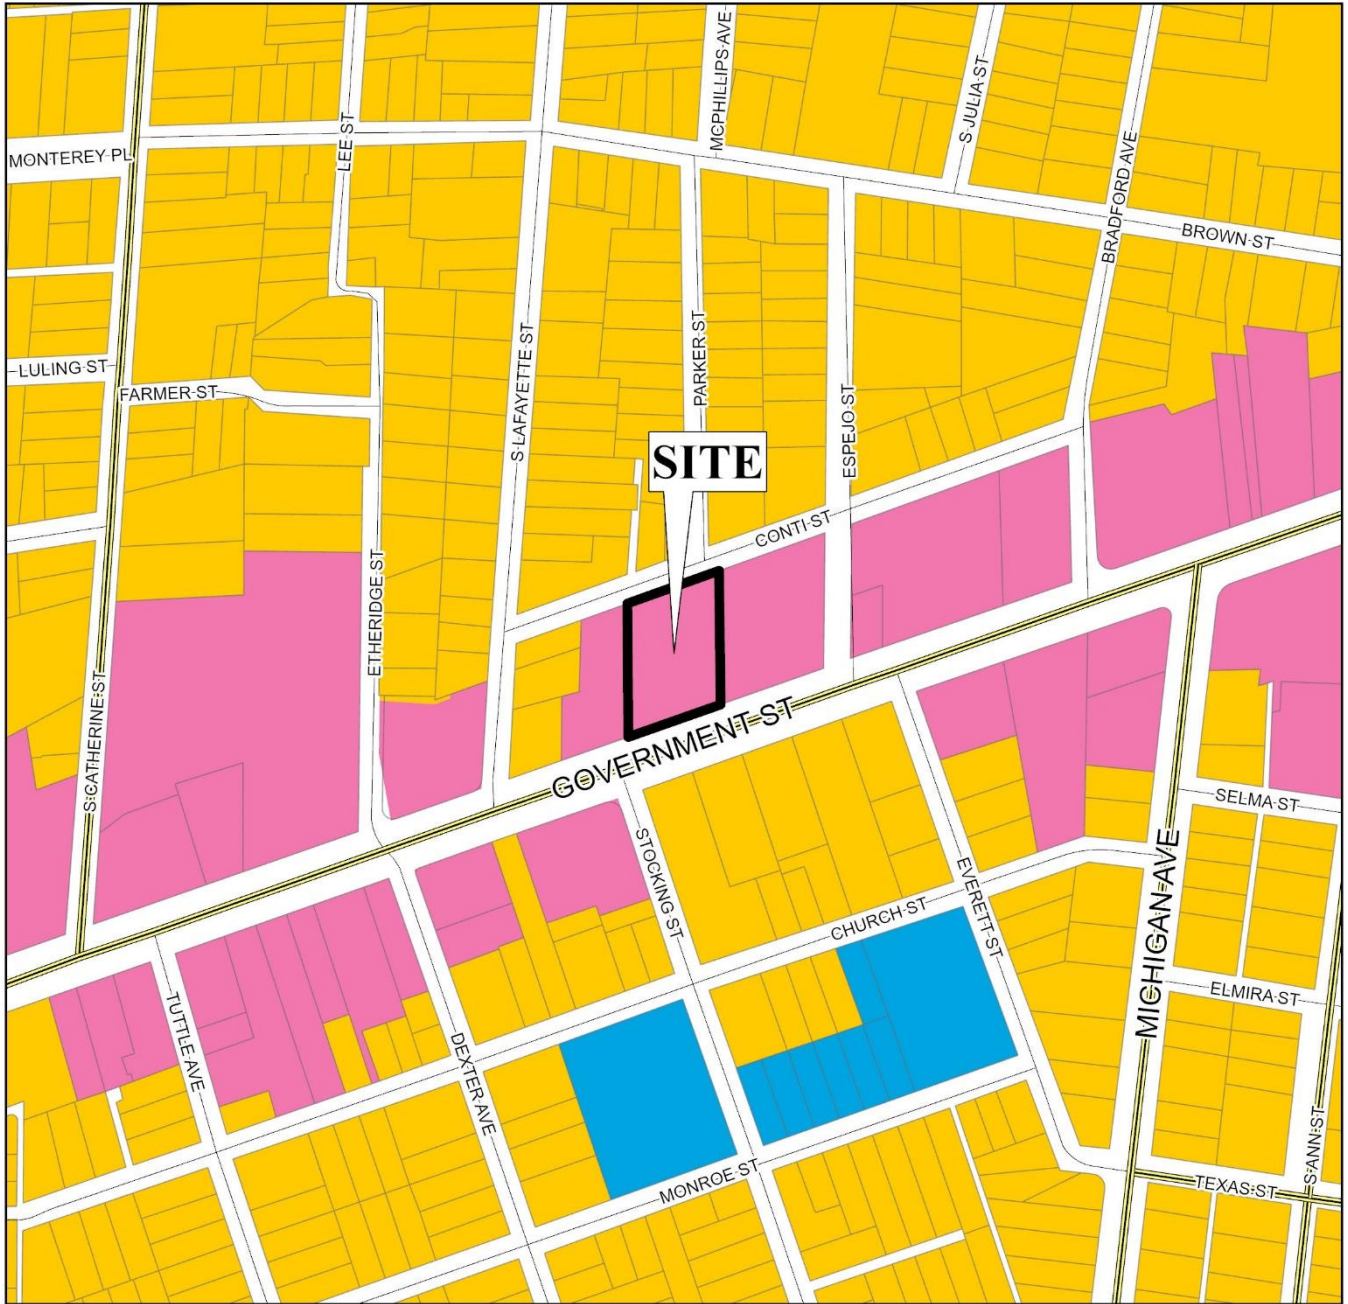 MCPHILLIPS AVE
S JULIA ST
LEE ST
MONTEREY PL
BRADFORD AVE
BROWN ST
PARKER ST
S LAFAYETTE ST
LULING ST
FARMER ST
ESPEJO ST
SITE
CONTI ST
ETHERIDGE ST
S CATHERINE ST
GOVERNMENT ST
SELMA ST
STOCKING ST
EVERETT ST
MICHIGAN AVE
CHURCH ST
ELMIRA ST
TUTTLE AVE
DEXTER AVE
S ANN ST
MONROE ST
TEXAS ST